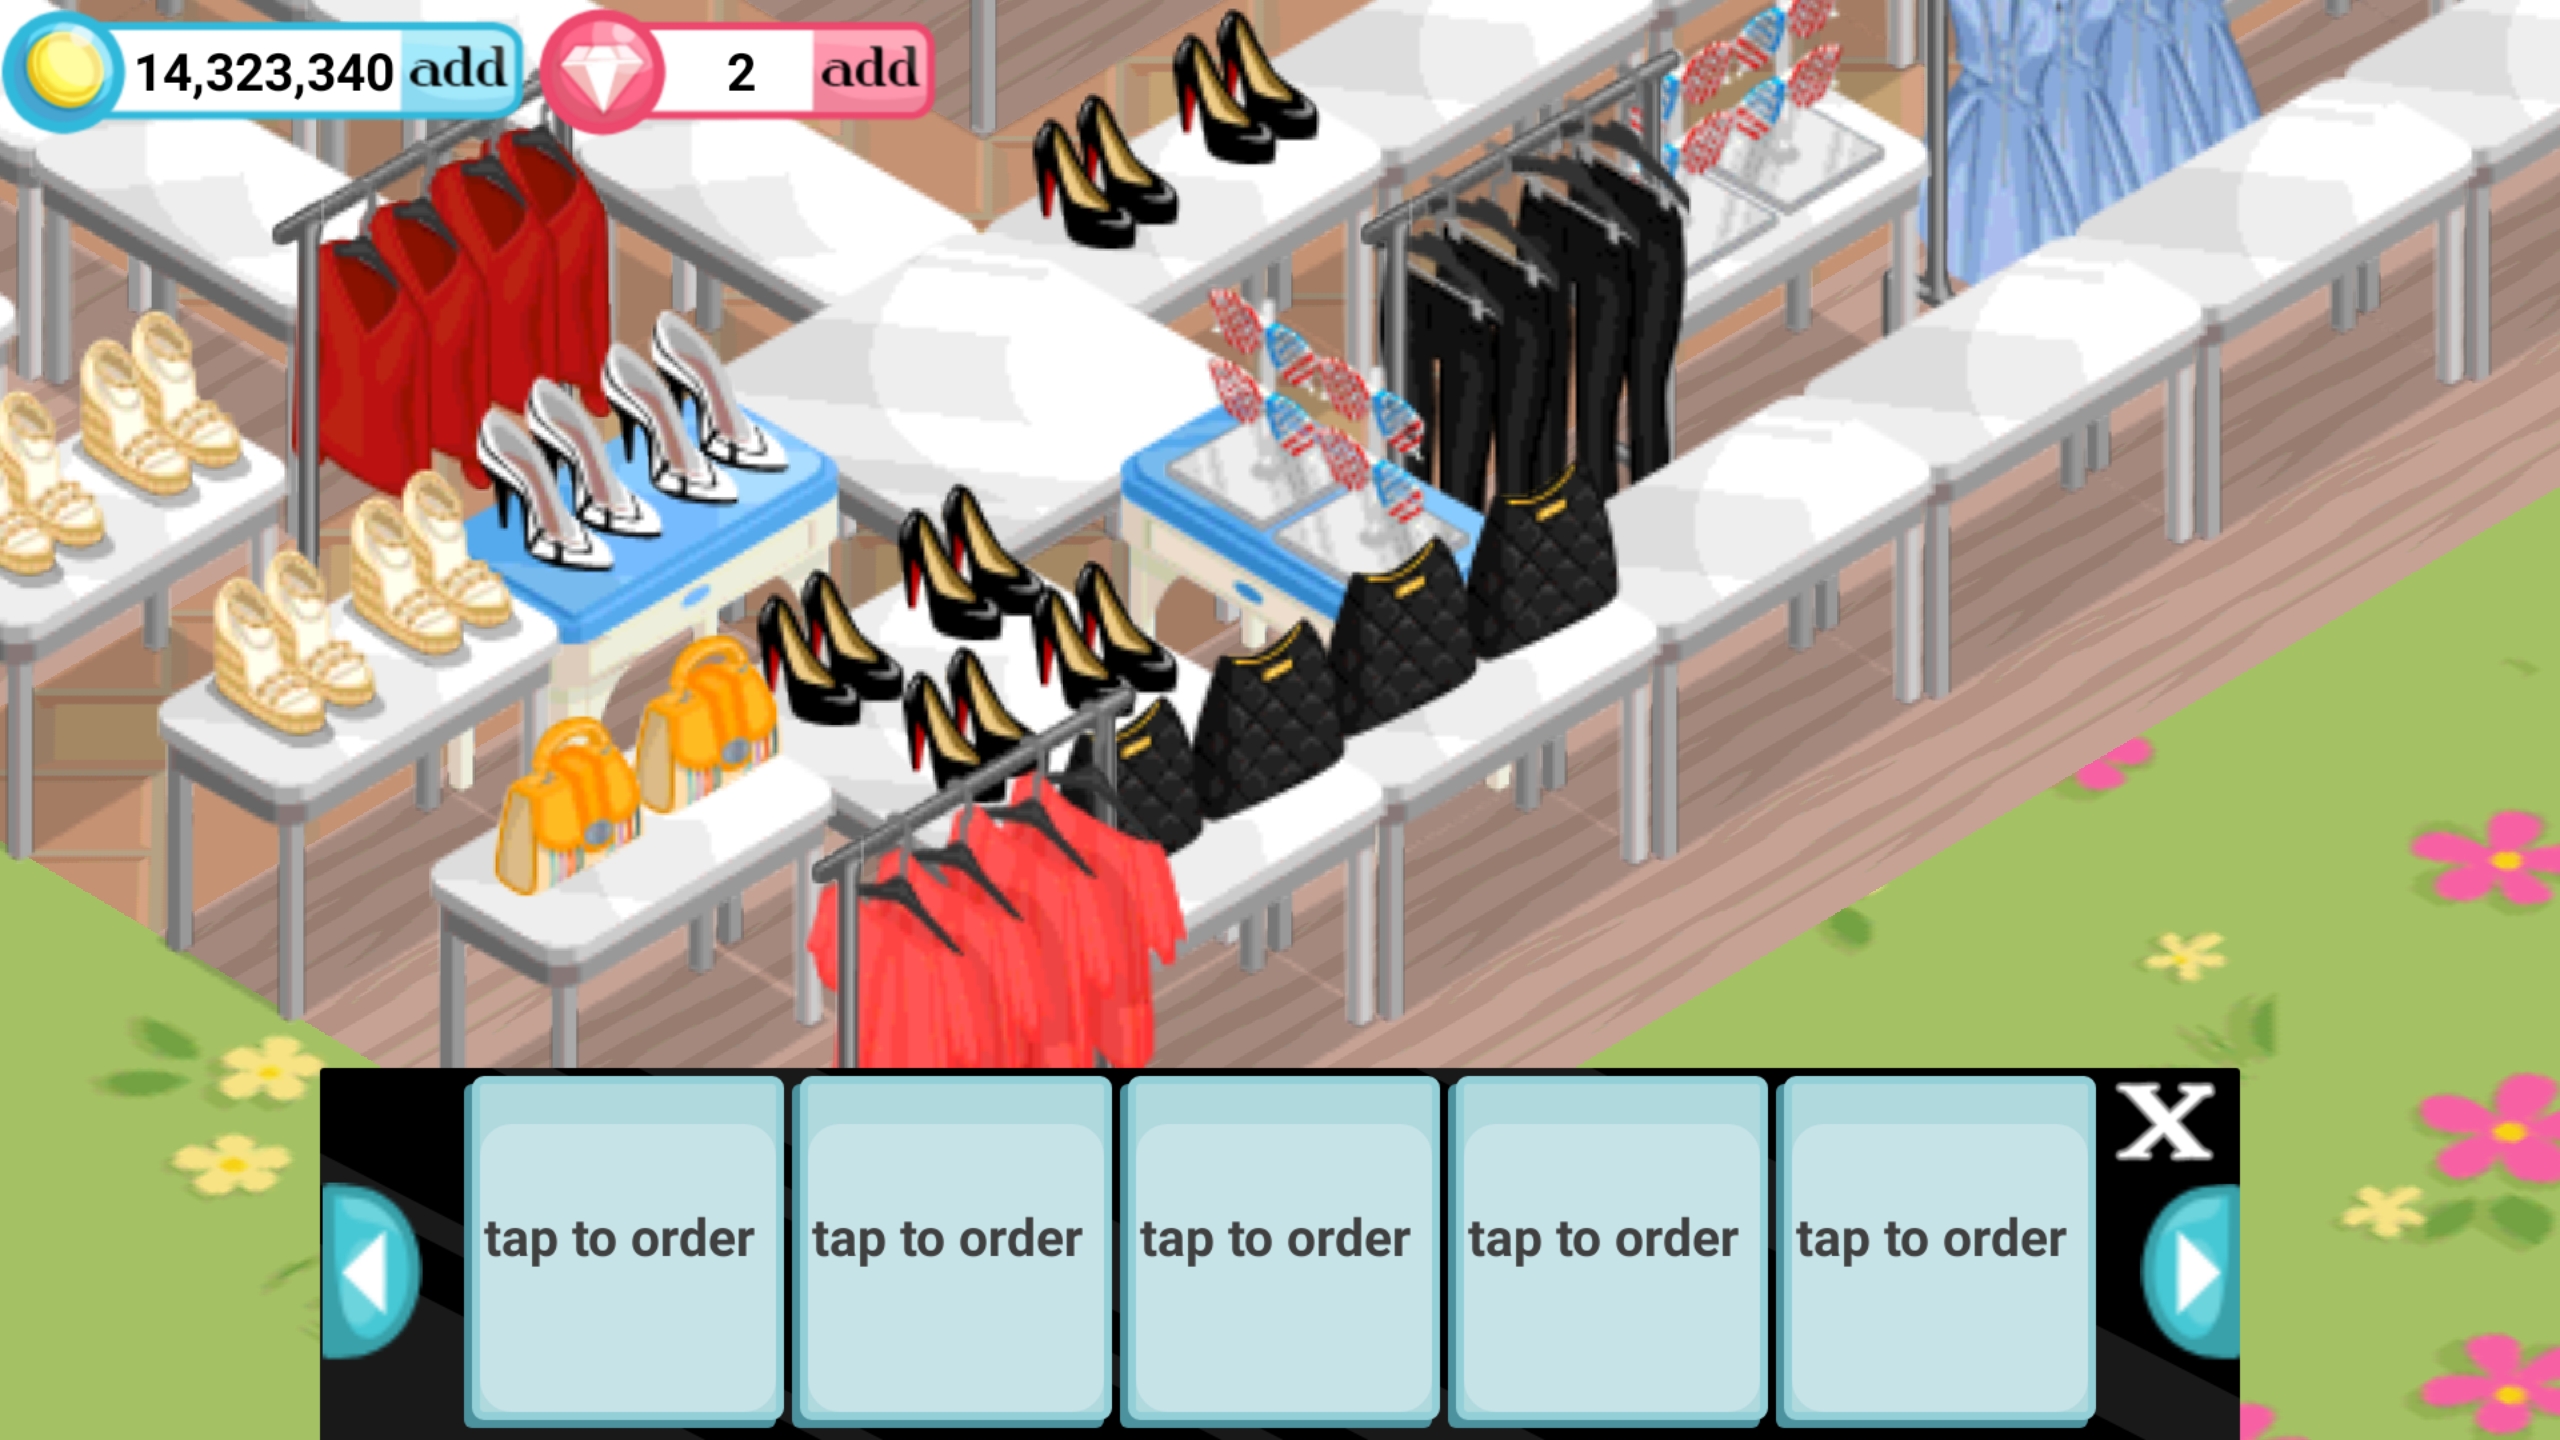 14,323,340 add 2 add
X
tap to order tap to order tap to order tap to order tap to order